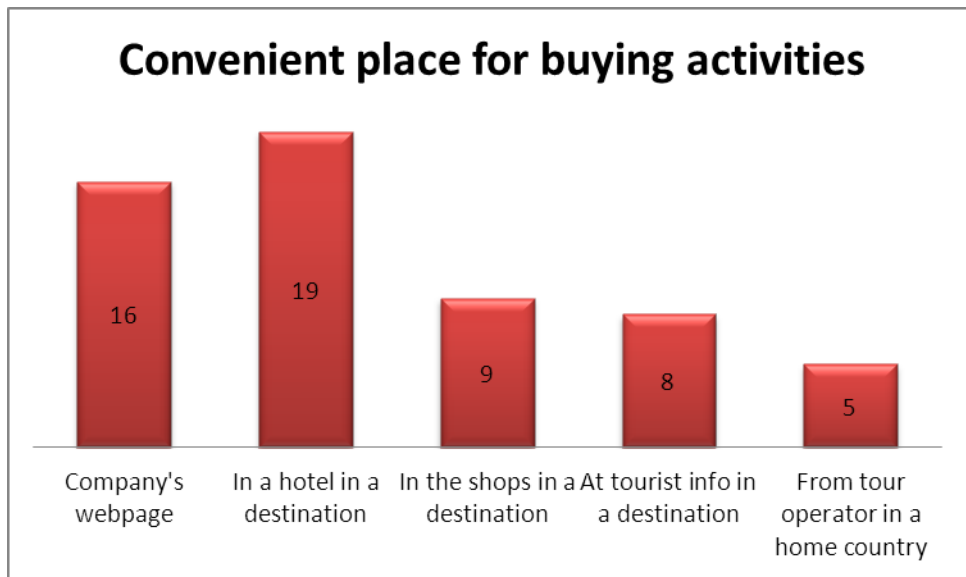 Convenient place for buying activities
16
19
9
8
5
Company's
webpage
In a hotel in a
destination
In the shops in a
destination
At tourist info in
a destination
From tour
operator in a
home country